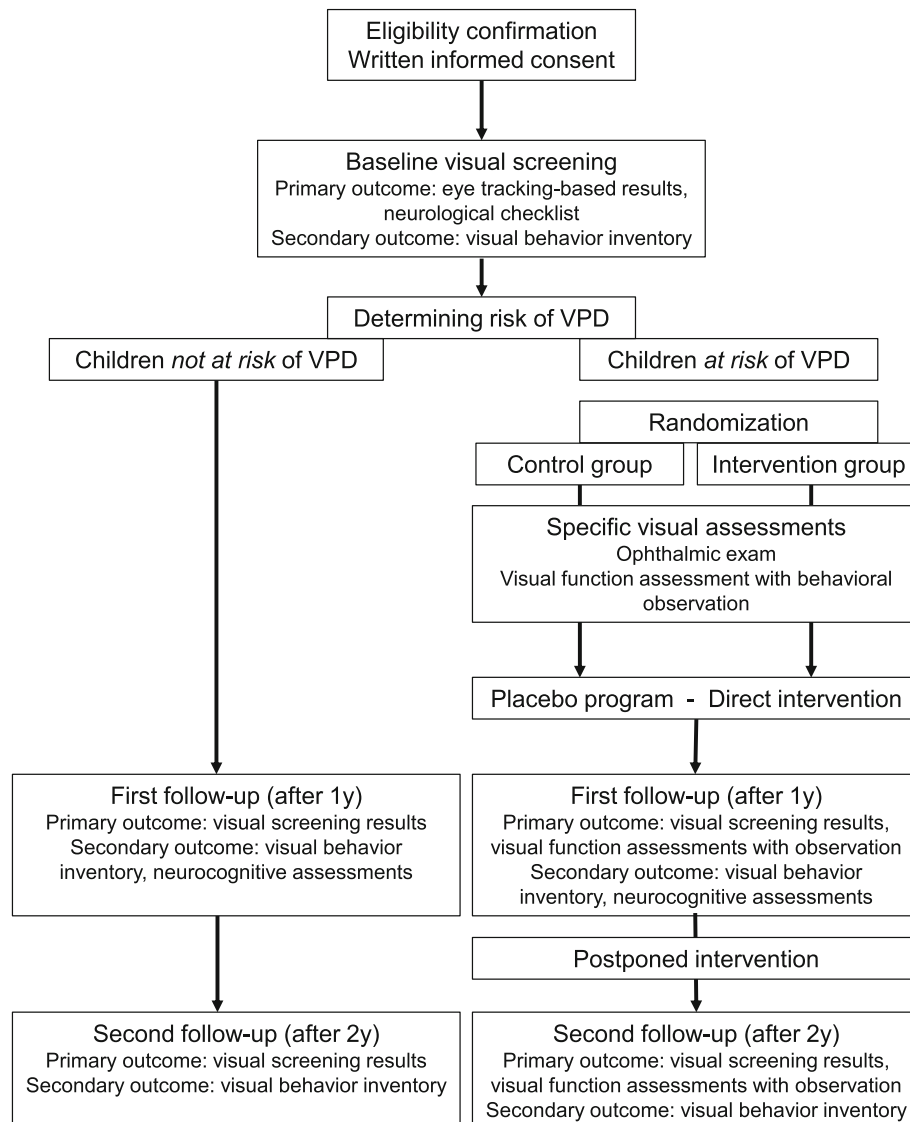 Eligibility confirmation
Written informed consent
Baseline visual screening
Primary outcome: eye tracking-based results,
neurological checklist
Secondary outcome: visual behavior inventory
Determining risk of VPD
Children not at risk of VPD
Children at risk of VPD
Randomization
Control group
Intervention group
Specific visual assessments
Ophthalmic exam
Visual function assessment with behavioral
observation
Placebo program - Direct intervention
First follow-up (after 1y)
Primary outcome: visual screening results
Secondary outcome: visual behavior
inventory, neurocognitive assessments
First follow-up (after 1y)
Primary outcome: visual screening results,
visual function assessments with observation
Secondary outcome: visual behavior
inventory, neurocognitive assessments
Postponed intervention
Second follow-up (after 2y)
Primary outcome: visual screening results
Secondary outcome: visual behavior inventory
Second follow-up (after 2y)
Primary outcome: visual screening results,
visual function assessments with observation
Secondary outcome: visual behavior inventory